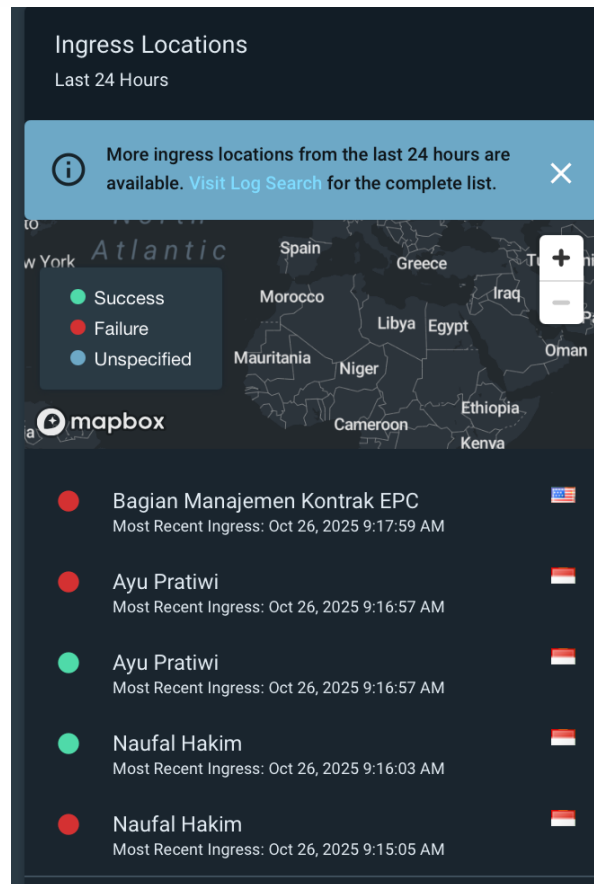 Ingress Locations
Last 24 Hours
More ingress locations from the last 24 hours are
available. Visit Log Search for the complete list.
to
North
w York
Atlantic
Spain
Greece
Tu
ni
Success
Failure
Unspecified
Morocco
Iraq
Libya
Egypt
Pa
Oman
Mauritania
Niger
Ethiopia
a
mapbox
Cameroon
Kenya
Bagian Manajemen Kontrak EPC
Most Recent Ingress: Oct 26, 2025 9:17:59 AM
Ayu Pratiwi
Most Recent Ingress: Oct 26, 2025 9:16:57 AM
Ayu Pratiwi
Most Recent Ingress: Oct 26, 2025 9:16:57 AM
Naufal Hakim
Most Recent Ingress: Oct 26, 2025 9:16:03 AM
Naufal Hakim
Most Recent Ingress: Oct 26, 2025 9:15:05 AM